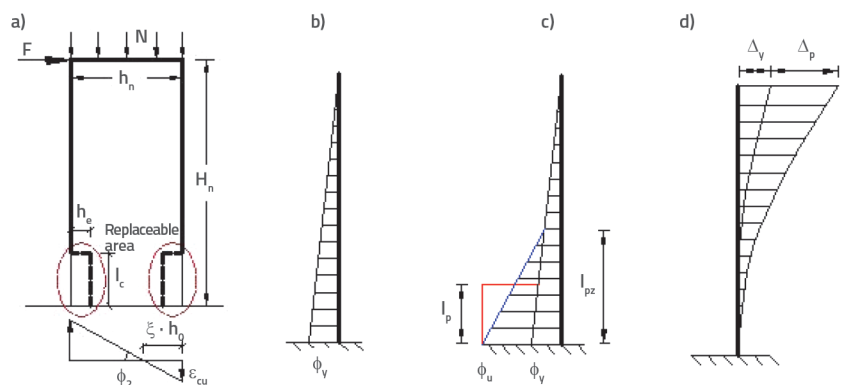 a)
N
F
h_n
H_n
h_e
Replaceable
area
l_c
ξ · h_0
ϕ_2
ε_cu
b)
ϕ_y
c)
l_p
l_pz
ϕ_u
ϕ_y
d)
Δ_y
Δ_p